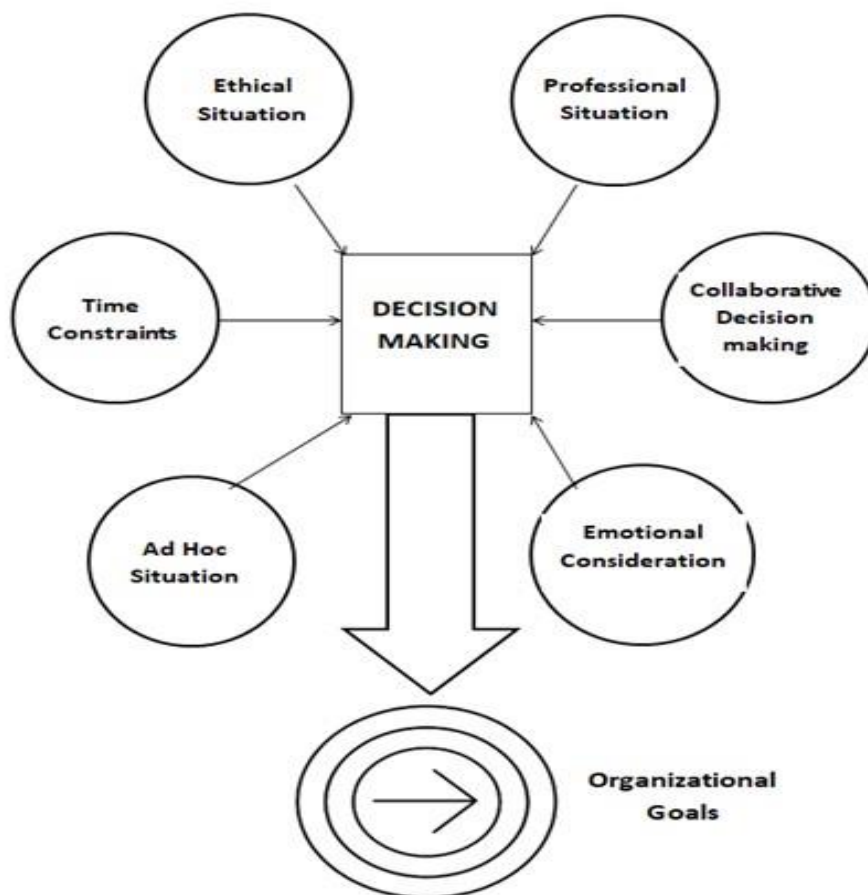 Ethical
Situation
Professional
Situation
Time
Constraints
DECISION
MAKING
Collaborative
Decision
making
Ad Hoc
Situation
Emotional
Consideration
Organizational
Goals